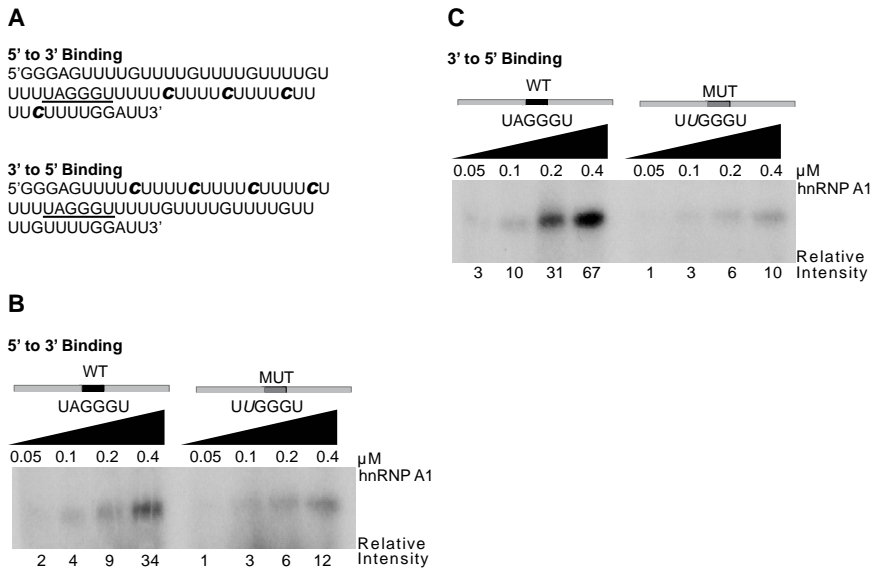 A
5' to 3' Binding
5'GGGAGUUUUGUUUUGUUUUGUUUUGU
UUUUAGGGUUUUUCUUUUCUUUUCUU
UUCUUUUGGAUU3'
3' to 5' Binding
5'GGGAGUUUUCUUUUCUUUUCUUUUCU
UUUUAGGGUUUUUGUUUUGUUUUGUU
UUGUUUUGGAUU3'
B
5' to 3' Binding
WT
MUT
UAGGGU
UUGGGU
0.05 0.1 0.2 0.4 0.05 0.1 0.2 0.4 µM
hnRNP A1
Relative
2 4 9 34 1 3 6 12 Intensity
C
3' to 5' Binding
WT
MUT
UAGGGU
UUGGGU
0.05 0.1 0.2 0.4 0.05 0.1 0.2 0.4 µM
hnRNP A1
Relative
3 10 31 67 1 3 6 10 Intensity